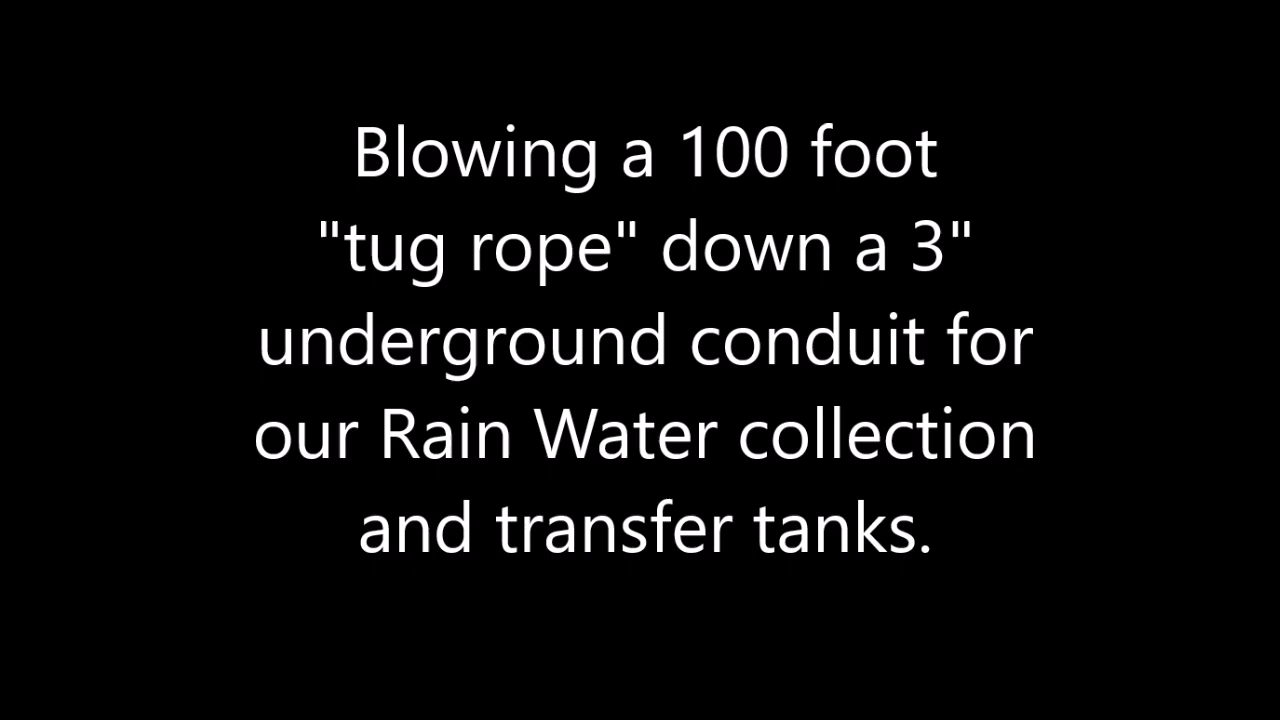 Blowing a 100 foot
"tug rope" down a 3"
underground conduit for
our Rain Water collection
and transfer tanks.